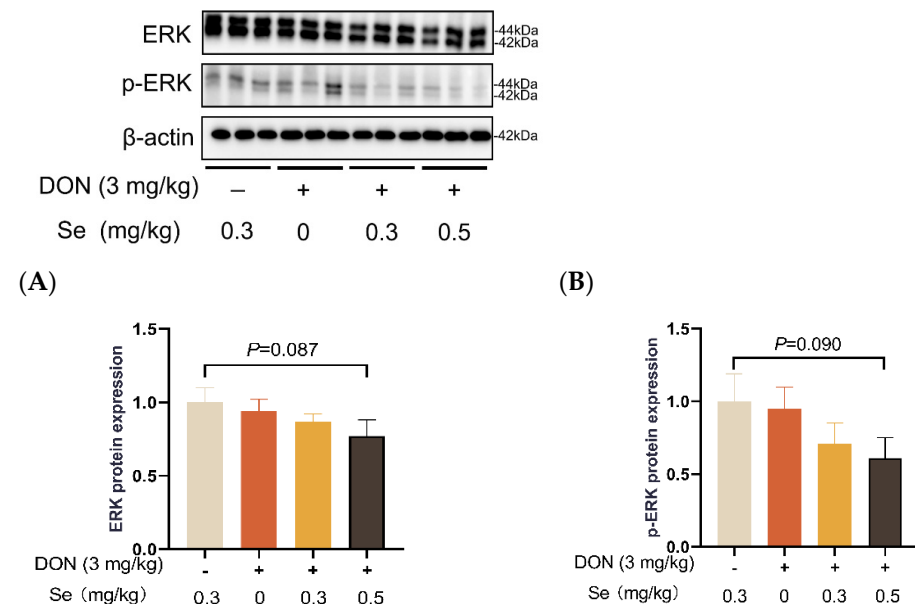 ERK -44kDa
-42kDa
p-ERK -44kDa
-42kDa
β-actin -42kDa
DON (3 mg/kg) – + + +
Se (mg/kg) 0.3 0 0.3 0.5
(A) (B)
ERK protein expression
1.5
1.0
0.5
0.0
P=0.087
DON (3 mg/kg) - + + +
Se (mg/kg) 0.3 0 0.3 0.5
p-ERK protein expression
1.5
1.0
0.5
0.0
P=0.090
DON (3 mg/kg) - + + +
Se (mg/kg) 0.3 0 0.3 0.5